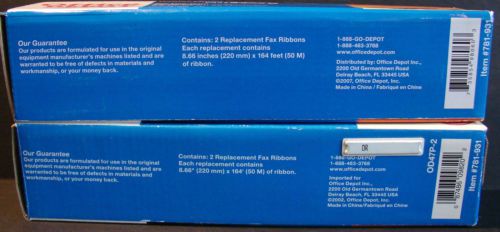 Our Guarantee
Our products are formulated for use in the original
equipment manufacturer's machines listed and are
warranted to be free of defects in materials and
workmanship, or your money back.
Contains: 2 Replacement Fax Ribbons
Each replacement contains
8.66 inches (220 mm) x 164 feet (50 M)
of ribbon.
1-888-GO-DEPOT
1-888-463-3768
www.officedepot.com
Distributed by: Office Depot Inc.,
2200 Old Germantown Road
Delray Beach, FL 33445
©2007, Office Depot, Inc.
Made in China / Fabriqué en China
Item #781-931
Our Guarantee
Our products are formulated for use in the original
equipment manufacturer's machines listed and are
warranted to be free of defects in materials and
workmanship, or your money back.
Contains: 2 Replacement Fax Ribbons
Each replacement contains
8.66" (220 mm) x 164' (50 M) of ribbon.
DR
1-888-GO-DEPOT
1-888-463-3768
www.officedepot.com
Imported for
Office Depot Inc.,
2200 Old Germantown Road
Delray Beach, FL 33445
©2002, Office Depot, Inc.
Made in China/Fabriqué en China
OD47P-2
Item #781-931